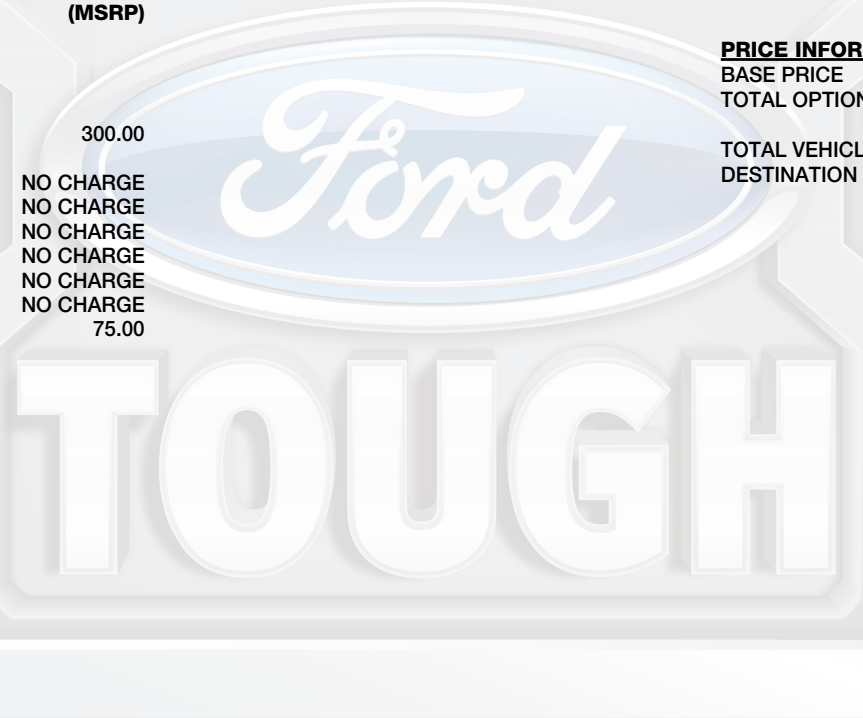 (MSRP)
300.00
NO CHARGE
NO CHARGE
NO CHARGE
NO CHARGE
NO CHARGE
NO CHARGE
75.00
PRICE INFOR
BASE PRICE
TOTAL OPTION
TOTAL VEHICL
DESTINATION
Ford
TOUGH